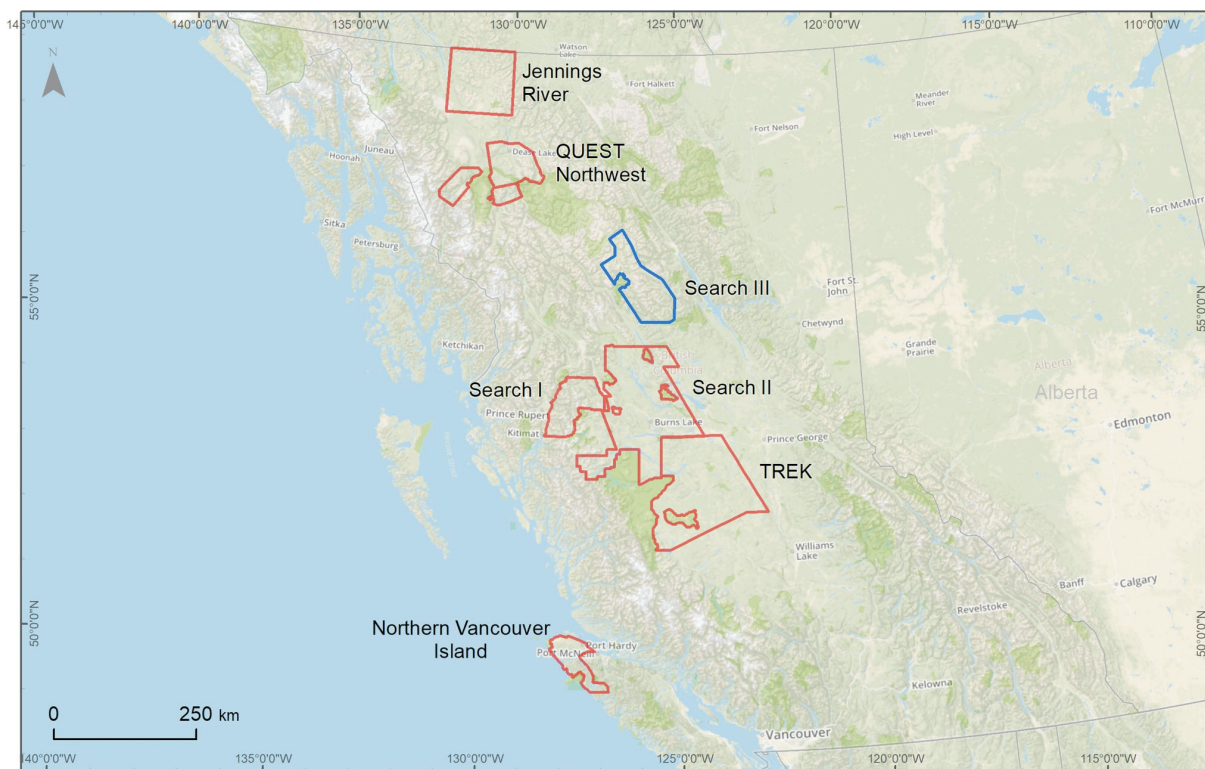 145°0'0"W
140°0'0"W
135°0'0"W
130°0'0"W
125°0'0"W
120°0'0"W
115°0'0"W
110°0'0"W
N
Watson
Lake
Jennings
River
Fort Halkett
Meander
River
Fort Nelson
High Level
Juneau
Hoonah
Dease Lake
QUEST
Northwest
Fort McMurr
Sitka
Petersburg
55°0'0"N
Search III
Fort St.
John
55°0'0"N
Chetwynd
Ketchikan
Grande
Prairie
British
Columbia
Alberta
Alberta
Search I
Search II
Prince Ruper
Kitimat
Burns Lake
Prince George
Edmonton
TREK
Williams
Lake
Banff
Calgary
Revelstoke
50°0'0"N
50°0'0"N
Northern Vancouver
Island
Port Hardy
Port McNeill
Kelowna
0
250 km
Vancouver
140°0'0"W
135°0'0"W
130°0'0"W
125°0'0"W
120°0'0"W
115°0'0"W